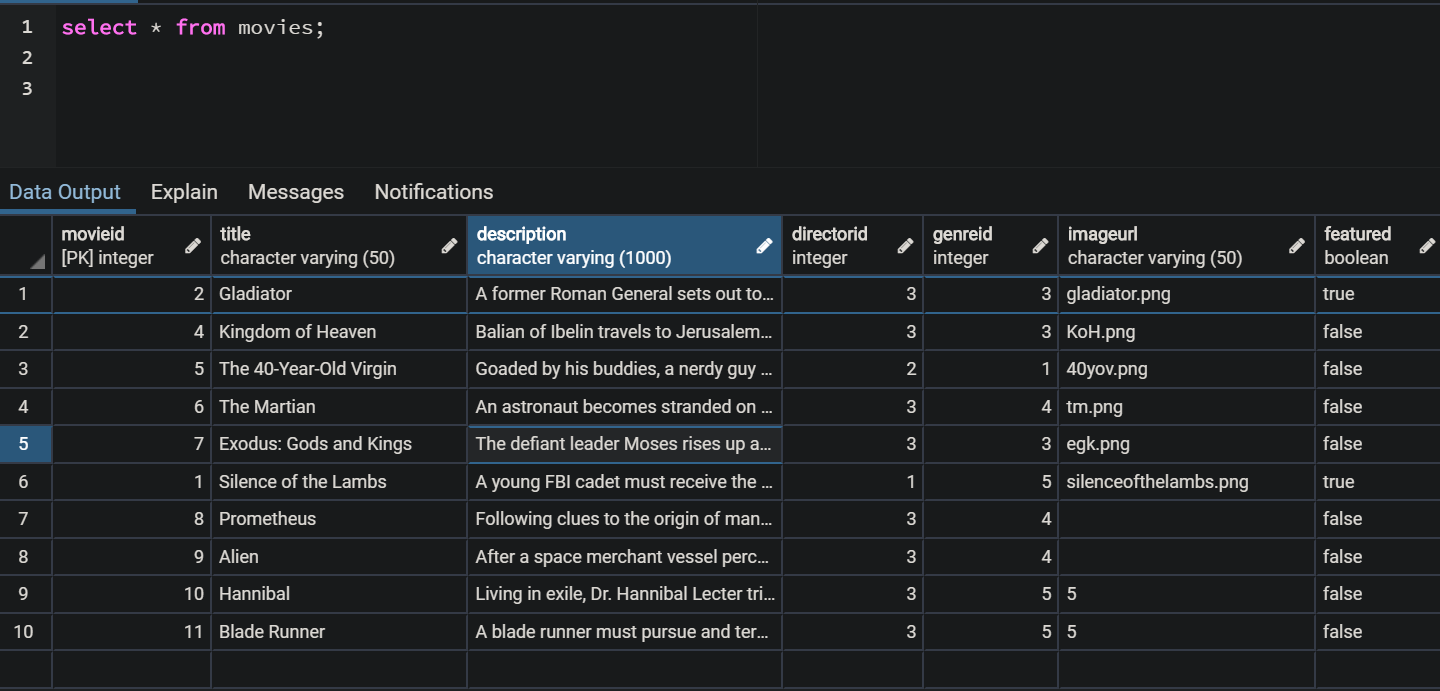 1 select * from movies;
2
3
Data Output Explain Messages Notifications
movieid title description directorid genreid imageurl featured
[PK] integer character varying (50) character varying (1000) integer integer character varying (50) boolean
1 2 Gladiator A former Roman General sets out to... 3 3 gladiator.png true
2 4 Kingdom of Heaven Balian of Ibelin travels to Jerusalem... 3 3 KoH.png false
3 5 The 40-Year-Old Virgin Goaded by his buddies, a nerdy guy ... 2 1 40yov.png false
4 6 The Martian An astronaut becomes stranded on ... 3 4 tm.png false
5 7 Exodus: Gods and Kings The defiant leader Moses rises up a... 3 3 egk.png false
6 1 Silence of the Lambs A young FBI cadet must receive the ... 1 5 silenceofthelambs.png true
7 8 Prometheus Following clues to the origin of man... 3 4 false
8 9 Alien After a space merchant vessel perc... 3 4 false
9 10 Hannibal Living in exile, Dr. Hannibal Lecter tri... 3 5 5 false
10 11 Blade Runner A blade runner must pursue and ter... 3 5 5 false